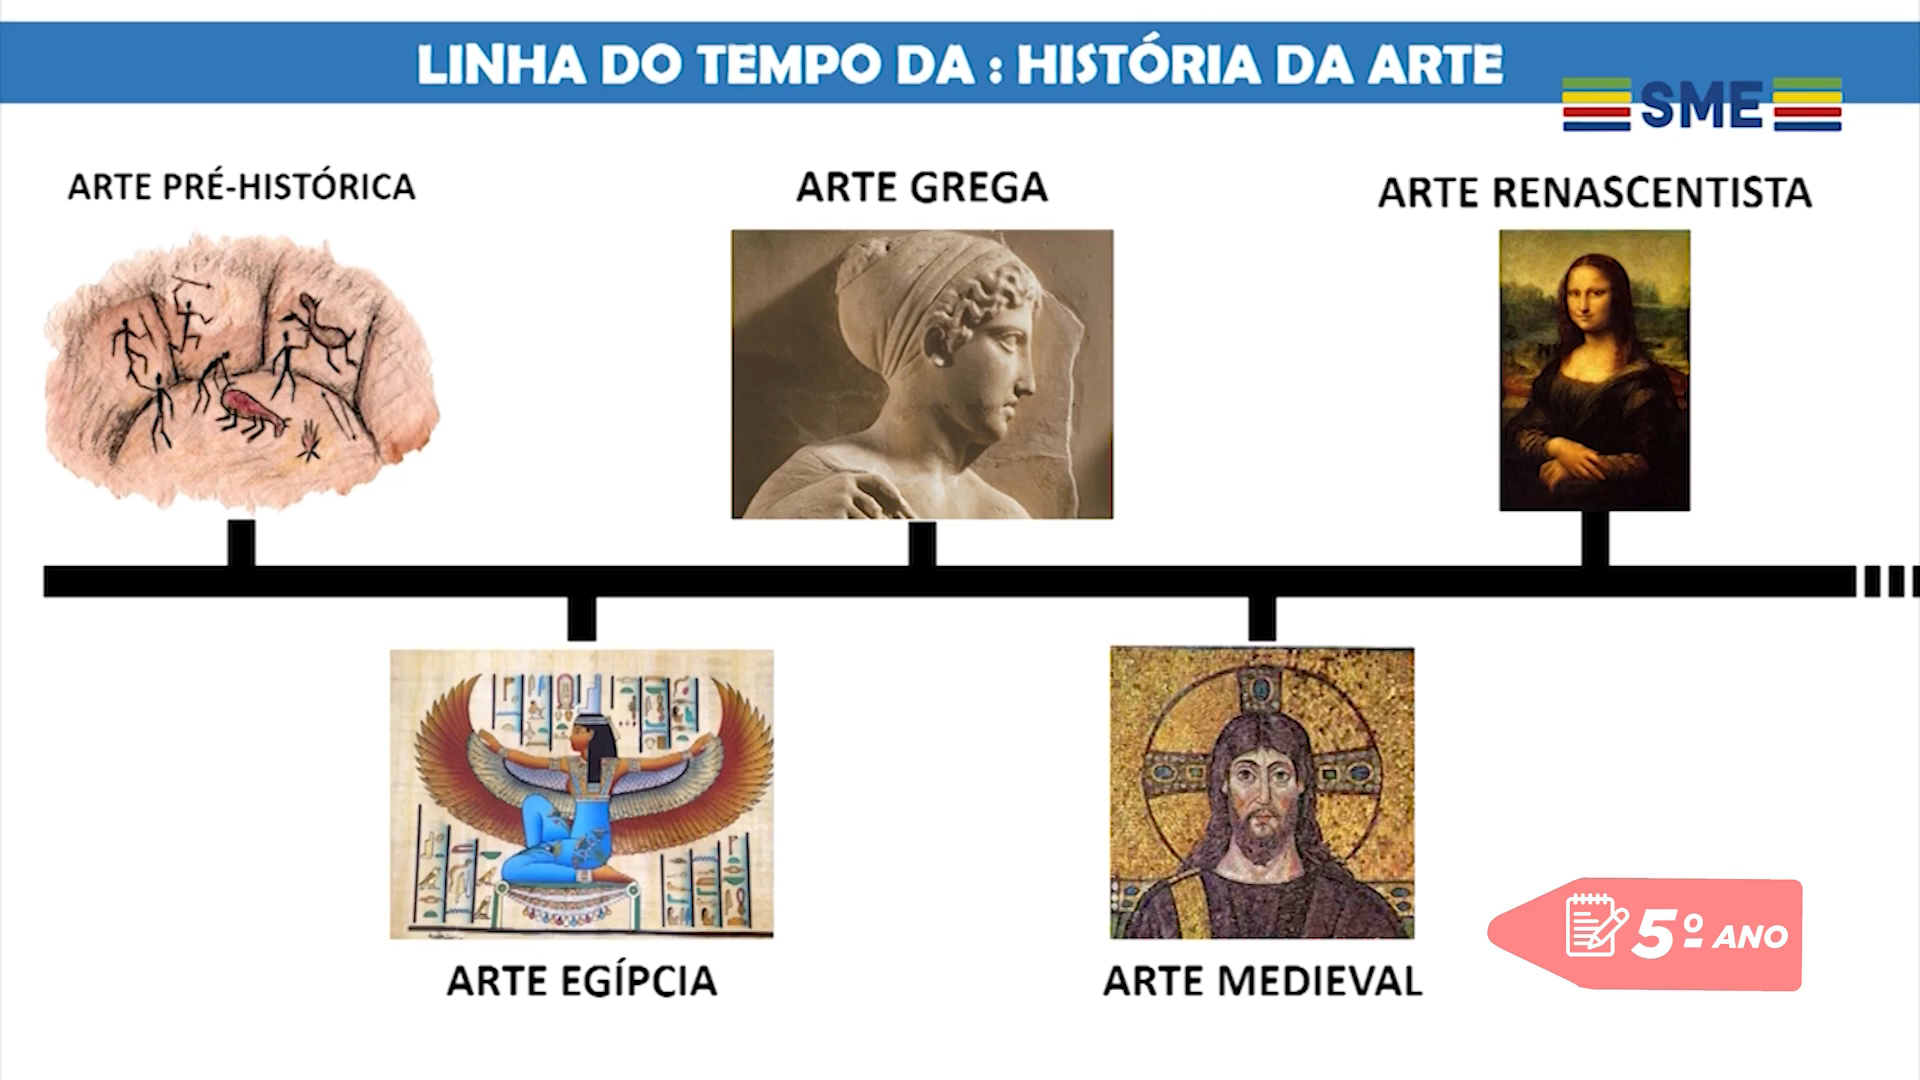 LINHA DO TEMPO DA : HISTÓRIA DA ARTE
SME
ARTE PRÉ-HISTÓRICA
ARTE GREGA
ARTE RENASCENTISTA
ARTE EGÍPCIA
ARTE MEDIEVAL
5º ANO